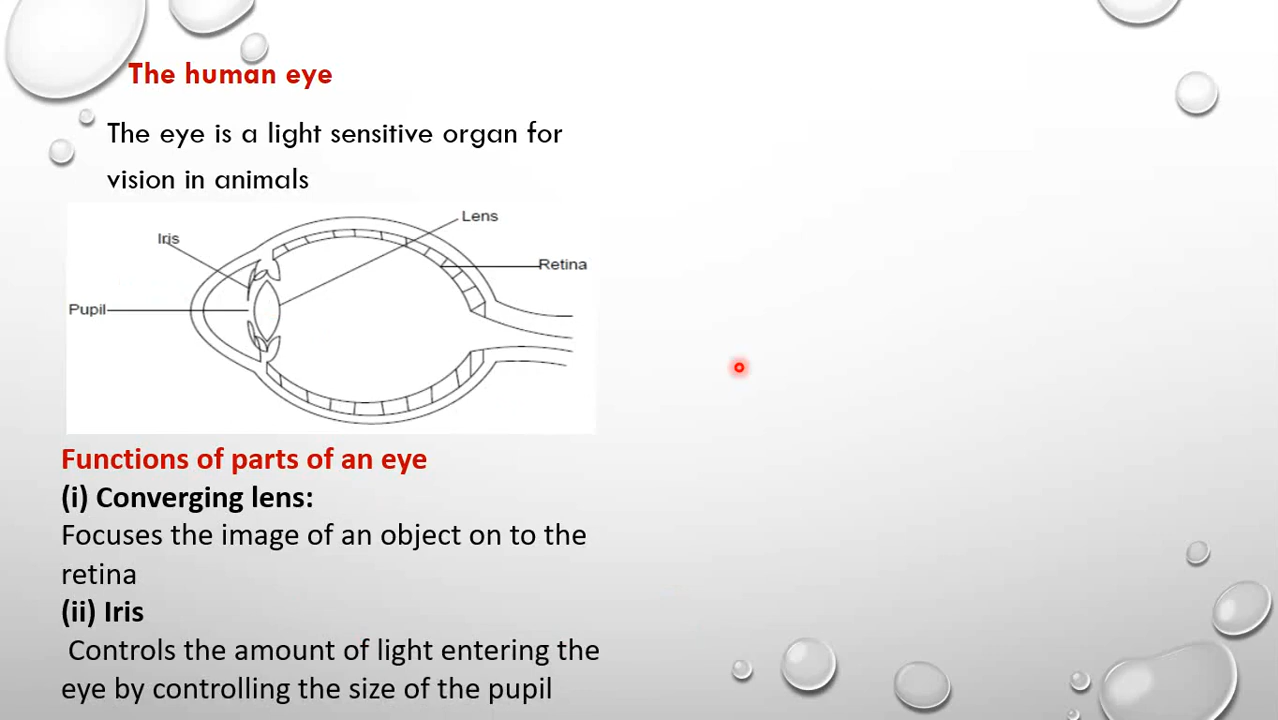 The human eye
The eye is a light sensitive organ for
vision in animals
Lens
Iris
Retina
Pupil
Functions of parts of an eye
(i) Converging lens:
Focuses the image of an object on to the
retina
(ii) Iris
Controls the amount of light entering the
eye by controlling the size of the pupil